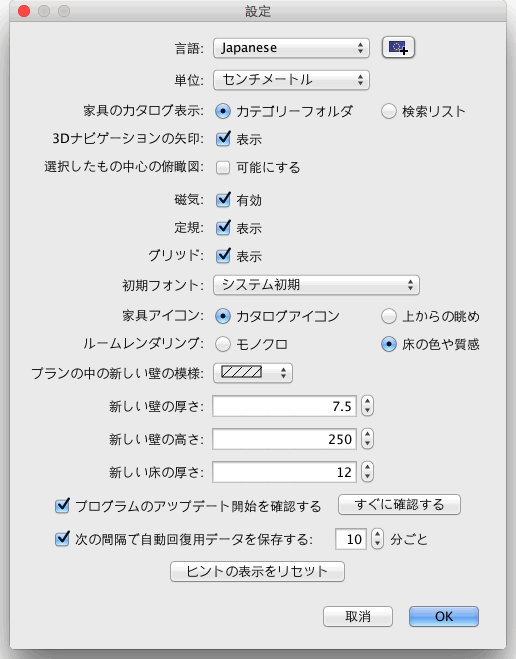 設定
言語: Japanese
単位: センチメートル
家具のカタログ表示: カテゴリーフォルダ 検索リスト
3Dナビゲーションの矢印: 表示
選択したもの中心の俯瞰図: 可能にする
磁気: 有効
定規: 表示
グリッド: 表示
初期フォント: システム初期
家具アイコン: カタログアイコン 上からの眺め
ルームレンダリング: モノクロ 床の色や質感
プランの中の新しい壁の模様:
新しい壁の厚さ: 7.5
新しい壁の高さ: 250
新しい床の厚さ: 12
プログラムのアップデート開始を確認する すぐに確認する
次の間隔で自動回復用データを保存する: 10 分ごと
ヒントの表示をリセット
取消 OK